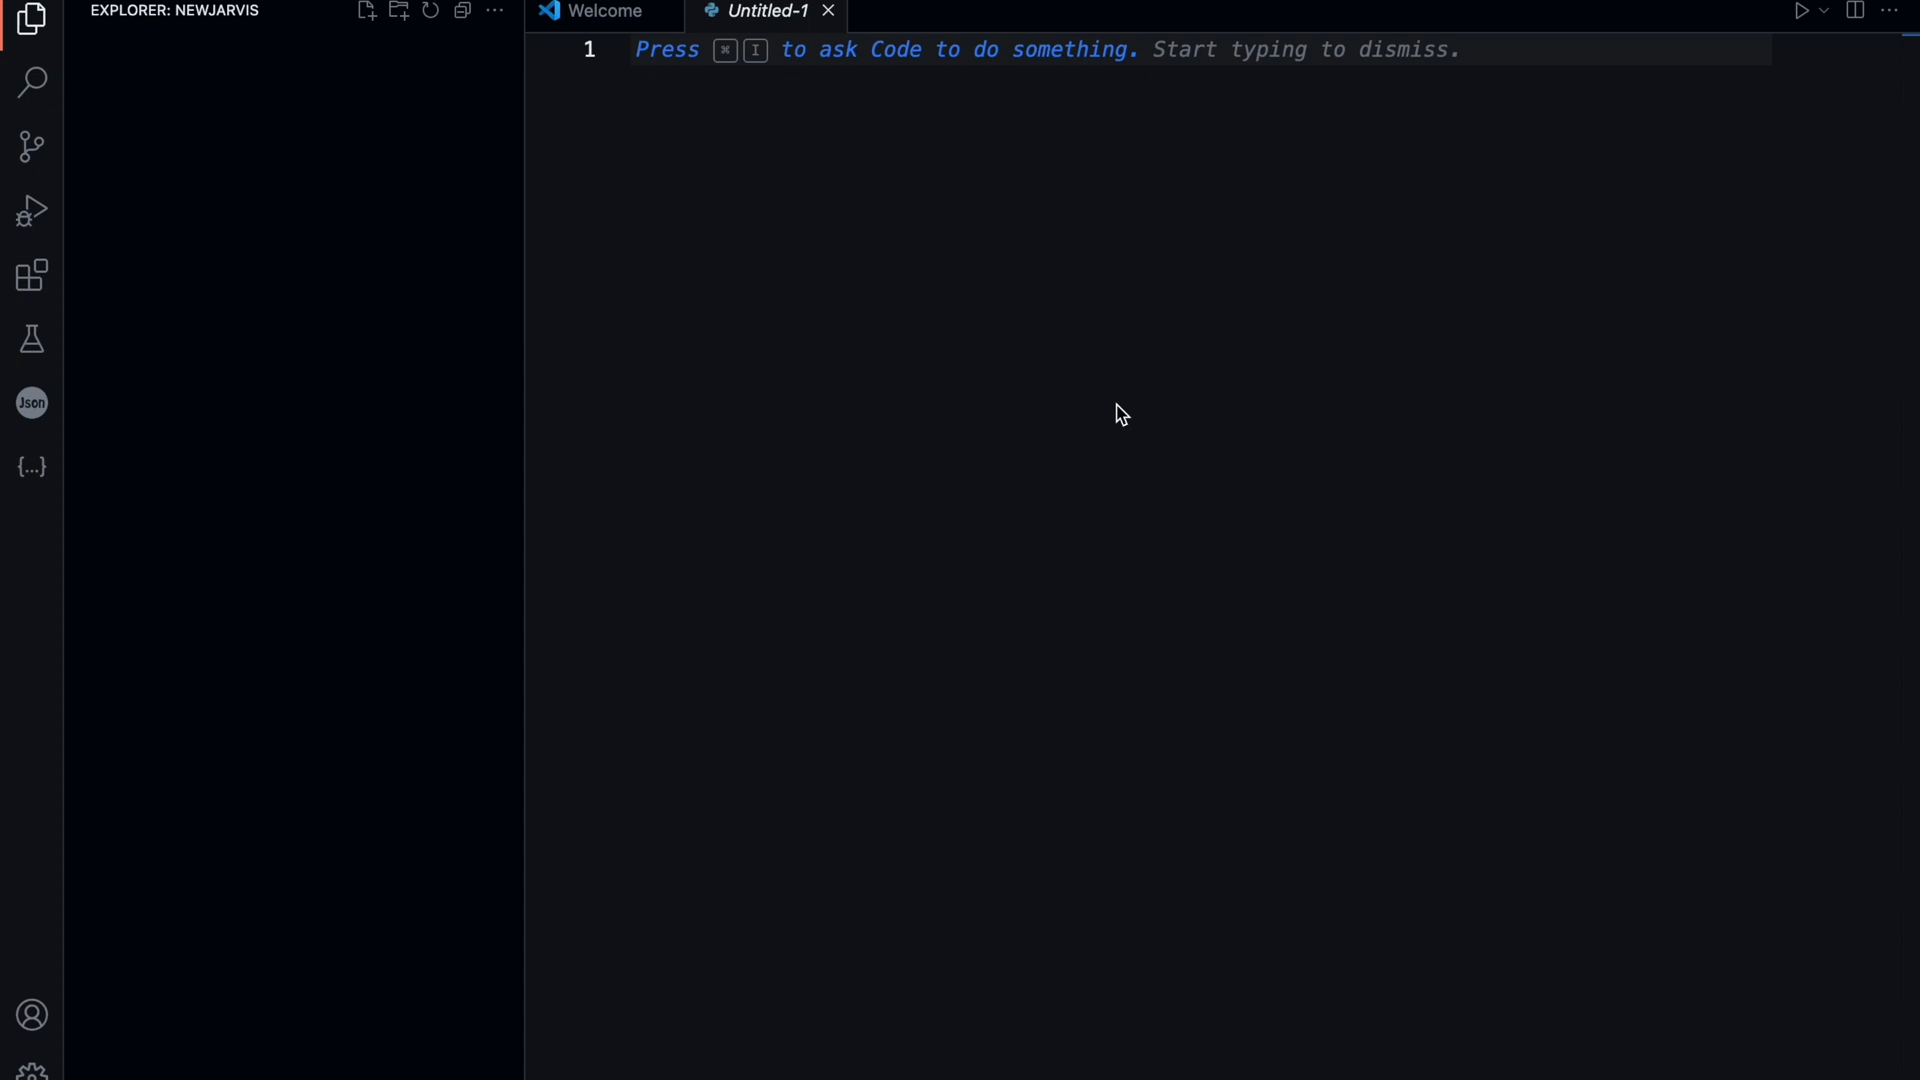 EXPLORER: NEWJARVIS
Welcome
Untitled-1
1
Press ⌘ I to ask Code to do something. Start typing to dismiss.
Json
{...}